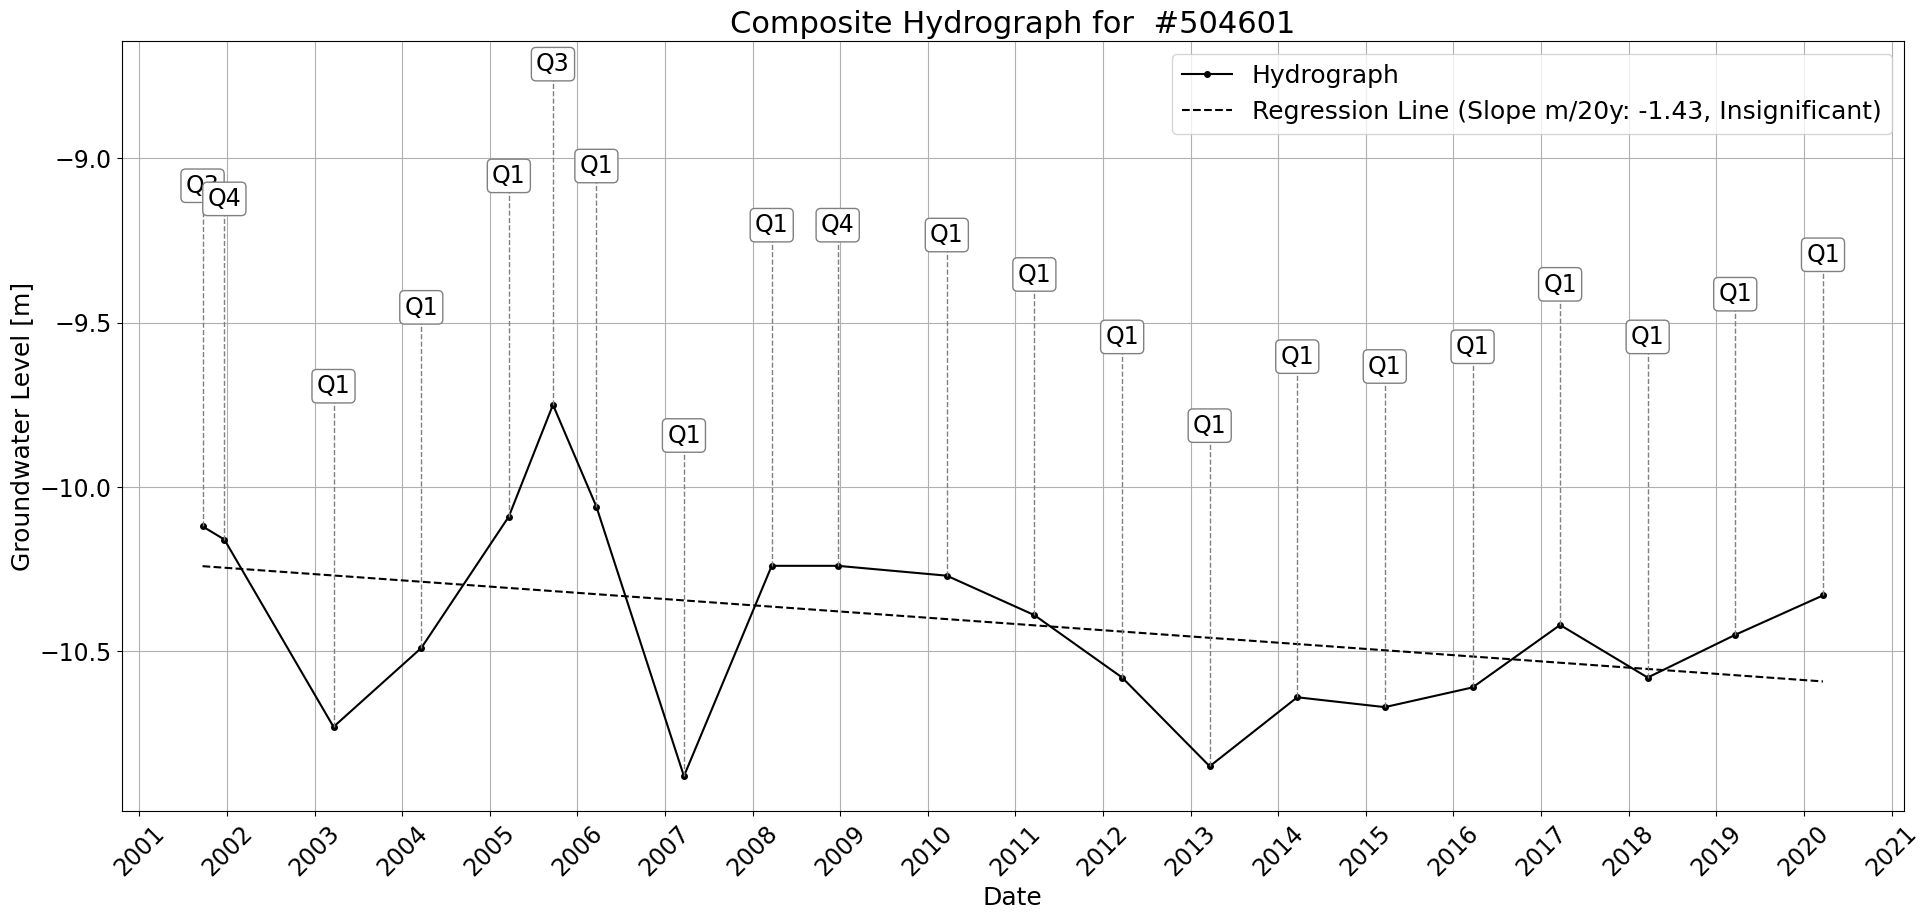 Composite Hydrograph for #504601
Hydrograph
Regression Line (Slope m/20y: -1.43, Insignificant)
Groundwater Level [m]
−9.0
−9.5
−10.0
−10.5
Q3
Q4
Q1
Q1
Q1
Q3
Q1
Q1
Q1
Q4
Q1
Q1
Q1
Q1
Q1
Q1
Q1
Q1
Q1
Q1
Q1
2001
2002
2003
2004
2005
2006
2007
2008
2009
2010
2011
2012
2013
2014
2015
2016
2017
2018
2019
2020
2021
Date